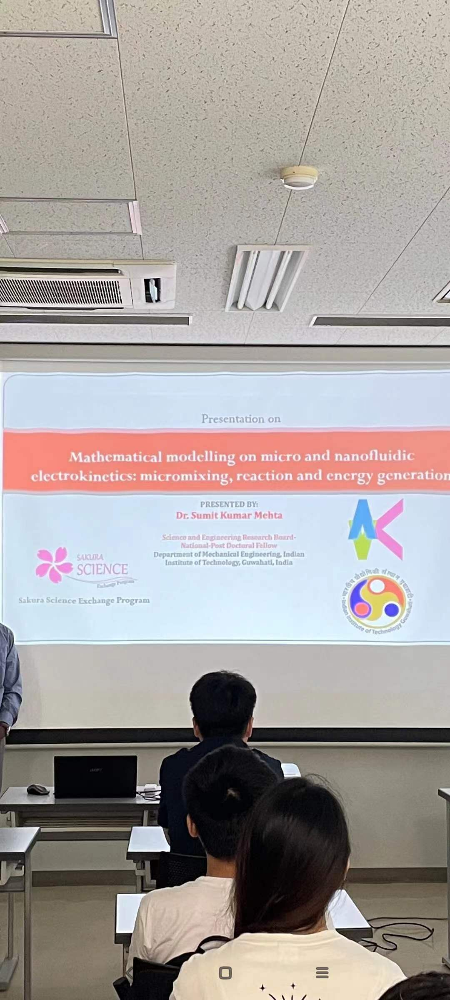 Presentation on
Mathematical modelling on micro and nanofluidic
electrokinetics: micromixing, reaction and energy generation
PRESENTED BY:
Dr. Sumit Kumar Mehta
Science and Engineering Research Board-
National-Post Doctoral Fellow
Department of Mechanical Engineering, Indian
Institute of Technology, Guwahati, India
SAKURA
SCIENCE
Exchange Program
Sakura Science Exchange Program
AK
भारतीय प्रौद्योगिकी संस्थान गुवाहाटी
Indian Institute of Technology Guwahati